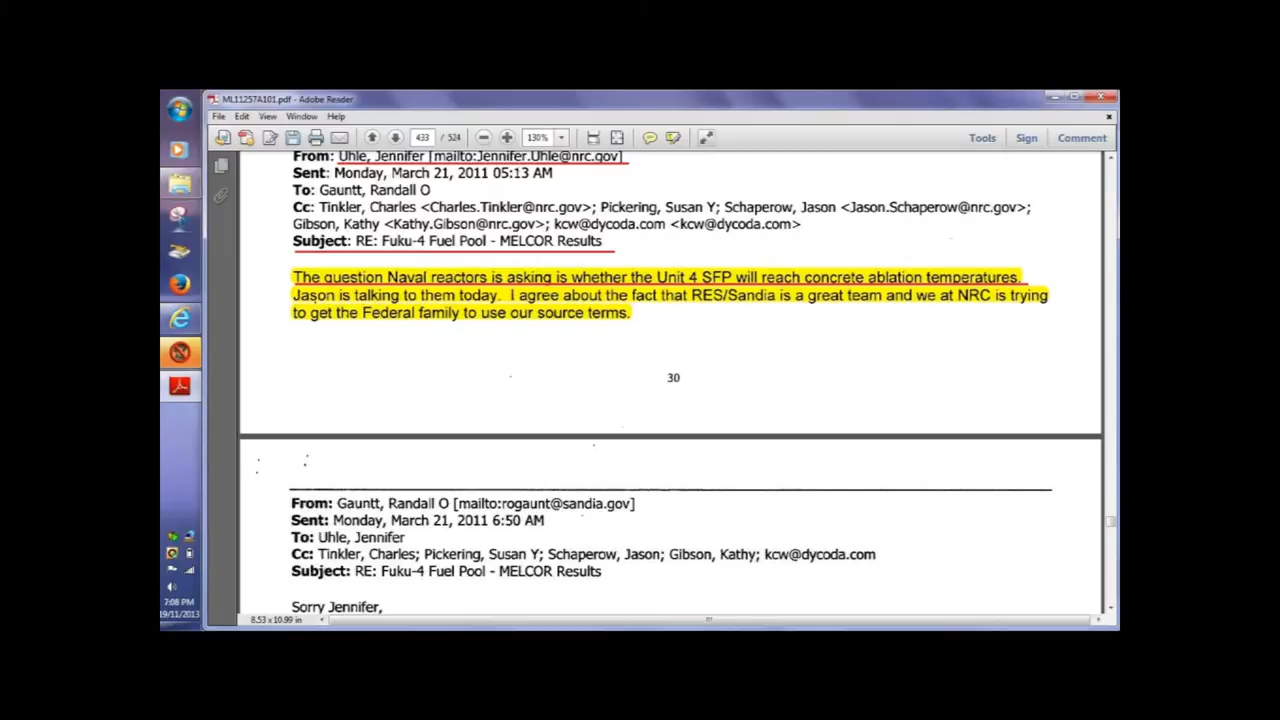 ML11257A101.pdf - Adobe Reader
File Edit View Window Help
433 / 524 130% Tools Sign Comment
From: Uhle, Jennifer [mailto:Jennifer.Uhle@nrc.gov]
Sent: Monday, March 21, 2011 05:13 AM
To: Gauntt, Randall O
Cc: Tinkler, Charles <Charles.Tinkler@nrc.gov>; Pickering, Susan Y; Schaperow, Jason <Jason.Schaperow@nrc.gov>;
Gibson, Kathy <Kathy.Gibson@nrc.gov>; kcw@dycoda.com <kcw@dycoda.com>
Subject: RE: Fuku-4 Fuel Pool - MELCOR Results
The question Naval reactors is asking is whether the Unit 4 SFP will reach concrete ablation temperatures.
Jason is talking to them today. I agree about the fact that RES/Sandia is a great team and we at NRC is trying
to get the Federal family to use our source terms.
30
From: Gauntt, Randall O [mailto:rogaunt@sandia.gov]
Sent: Monday, March 21, 2011 6:50 AM
To: Uhle, Jennifer
Cc: Tinkler, Charles; Pickering, Susan Y; Schaperow, Jason; Gibson, Kathy; kcw@dycoda.com
Subject: RE: Fuku-4 Fuel Pool - MELCOR Results
Sorry Jennifer,
7:08 PM
19/11/2013
8.53 x 10.99 in